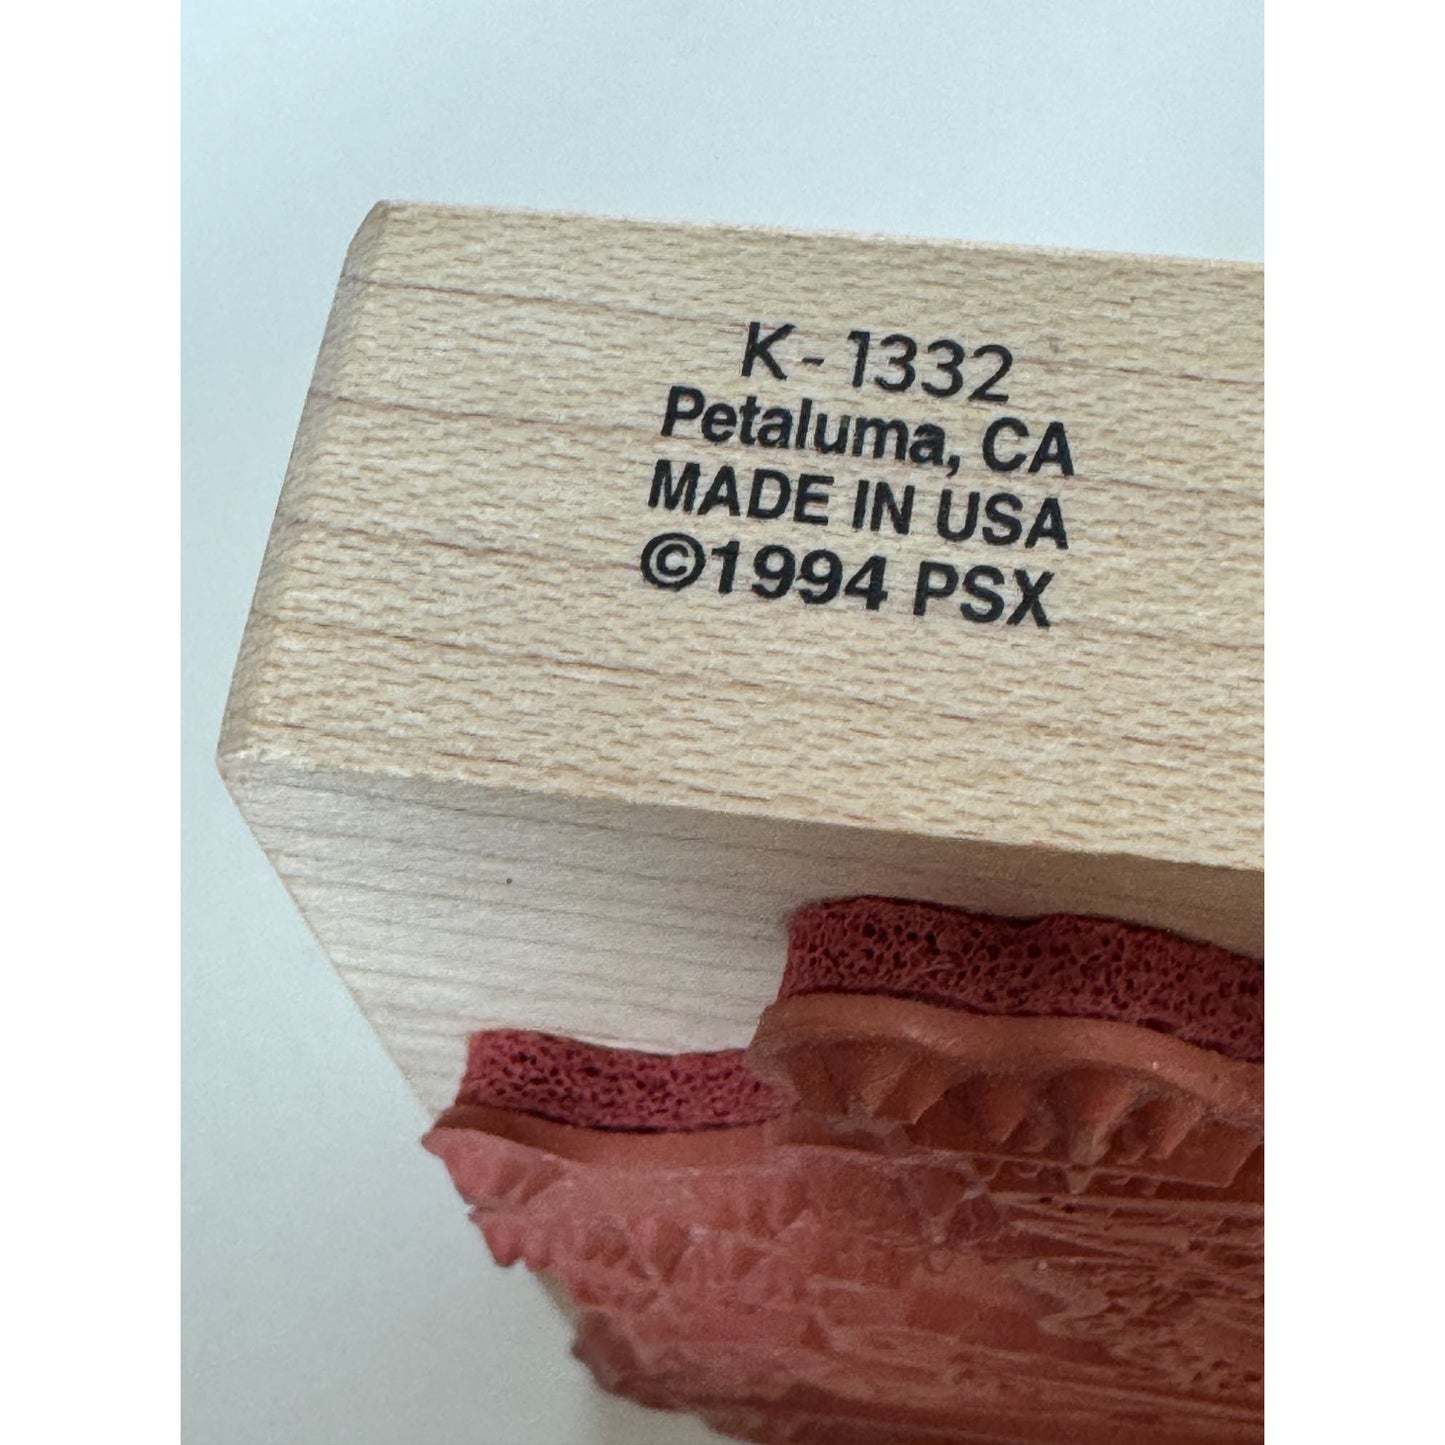 K-1332
Petaluma, CA
MADE IN USA
©1994 PSX